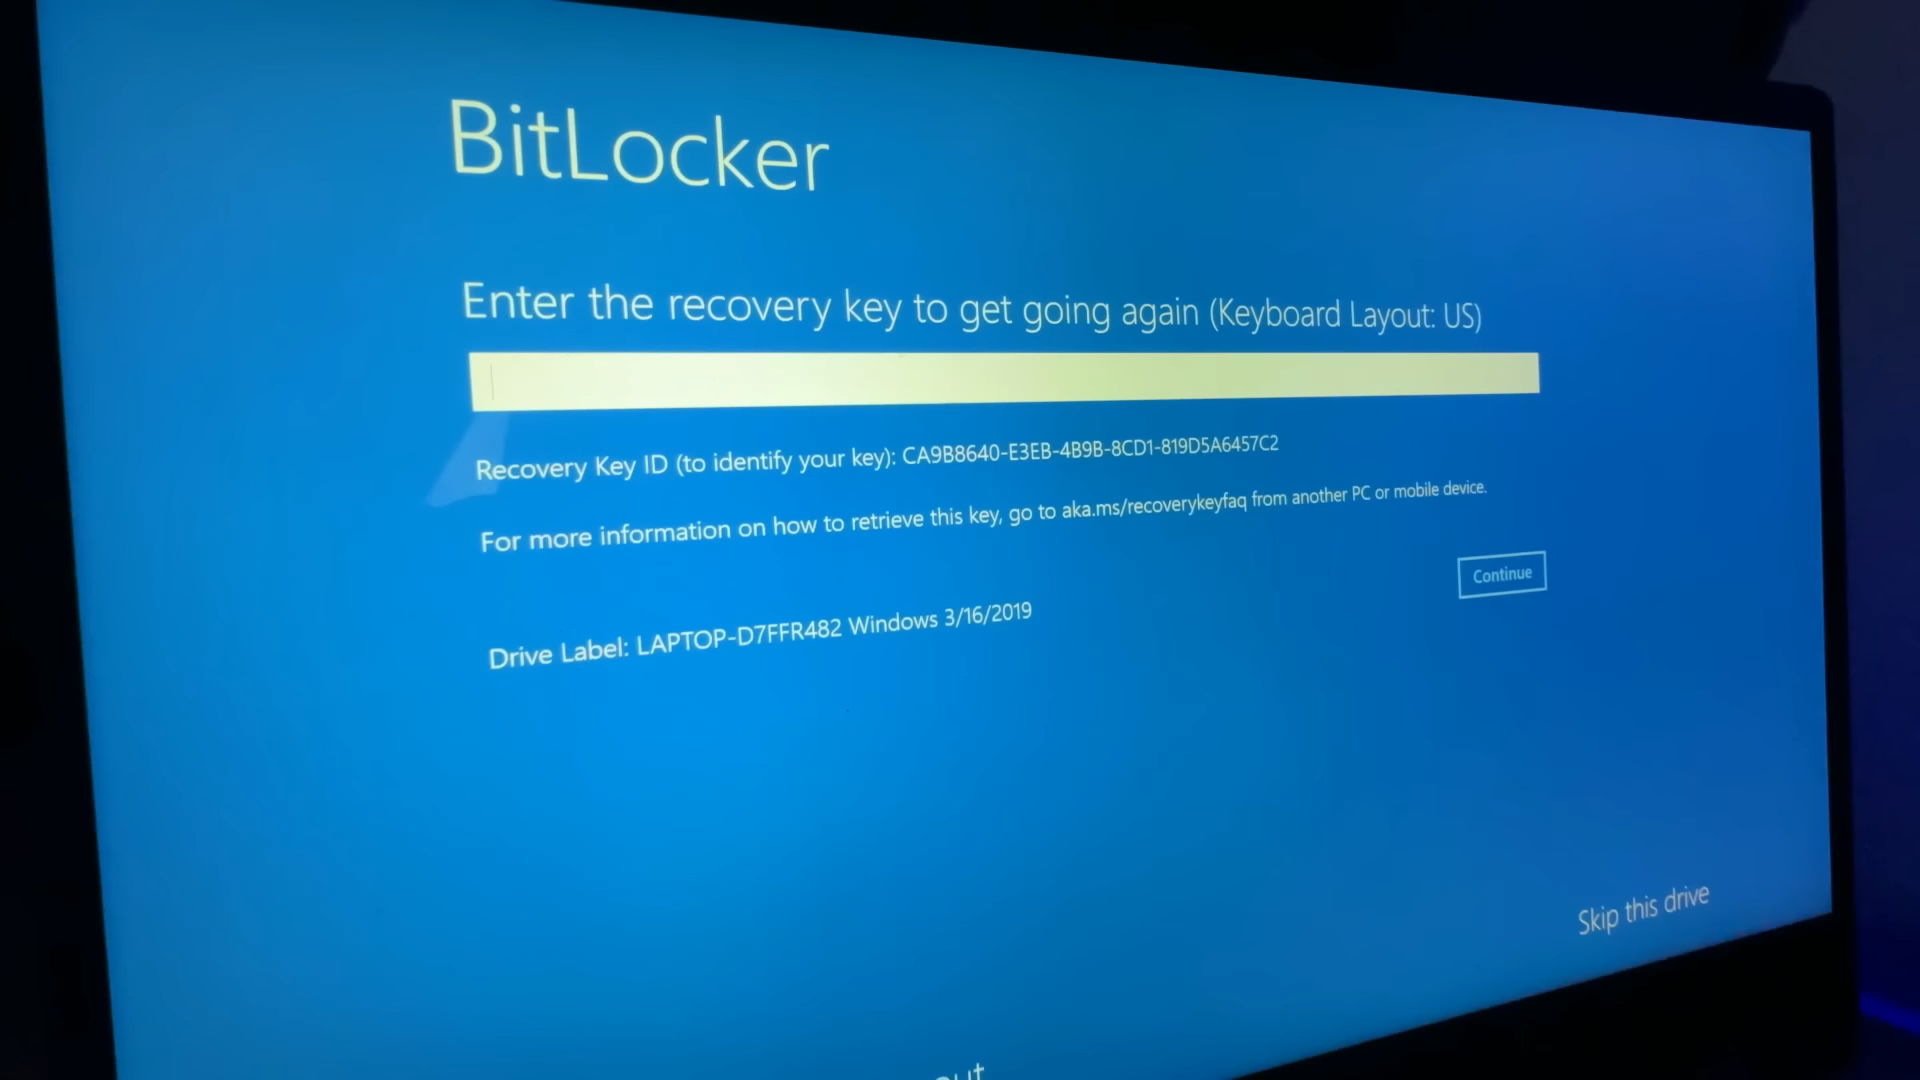 BitLocker
Enter the recovery key to get going again (Keyboard Layout: US)
Recovery Key ID (to identify your key): CA9B8640-E3EB-4B9B-8CD1-819D5A6457C2
For more information on how to retrieve this key, go to aka.ms/recoverykeyfaq from another PC or mobile device.
Continue
Drive Label: LAPTOP-D7FFR482 Windows 3/16/2019
Skip this drive